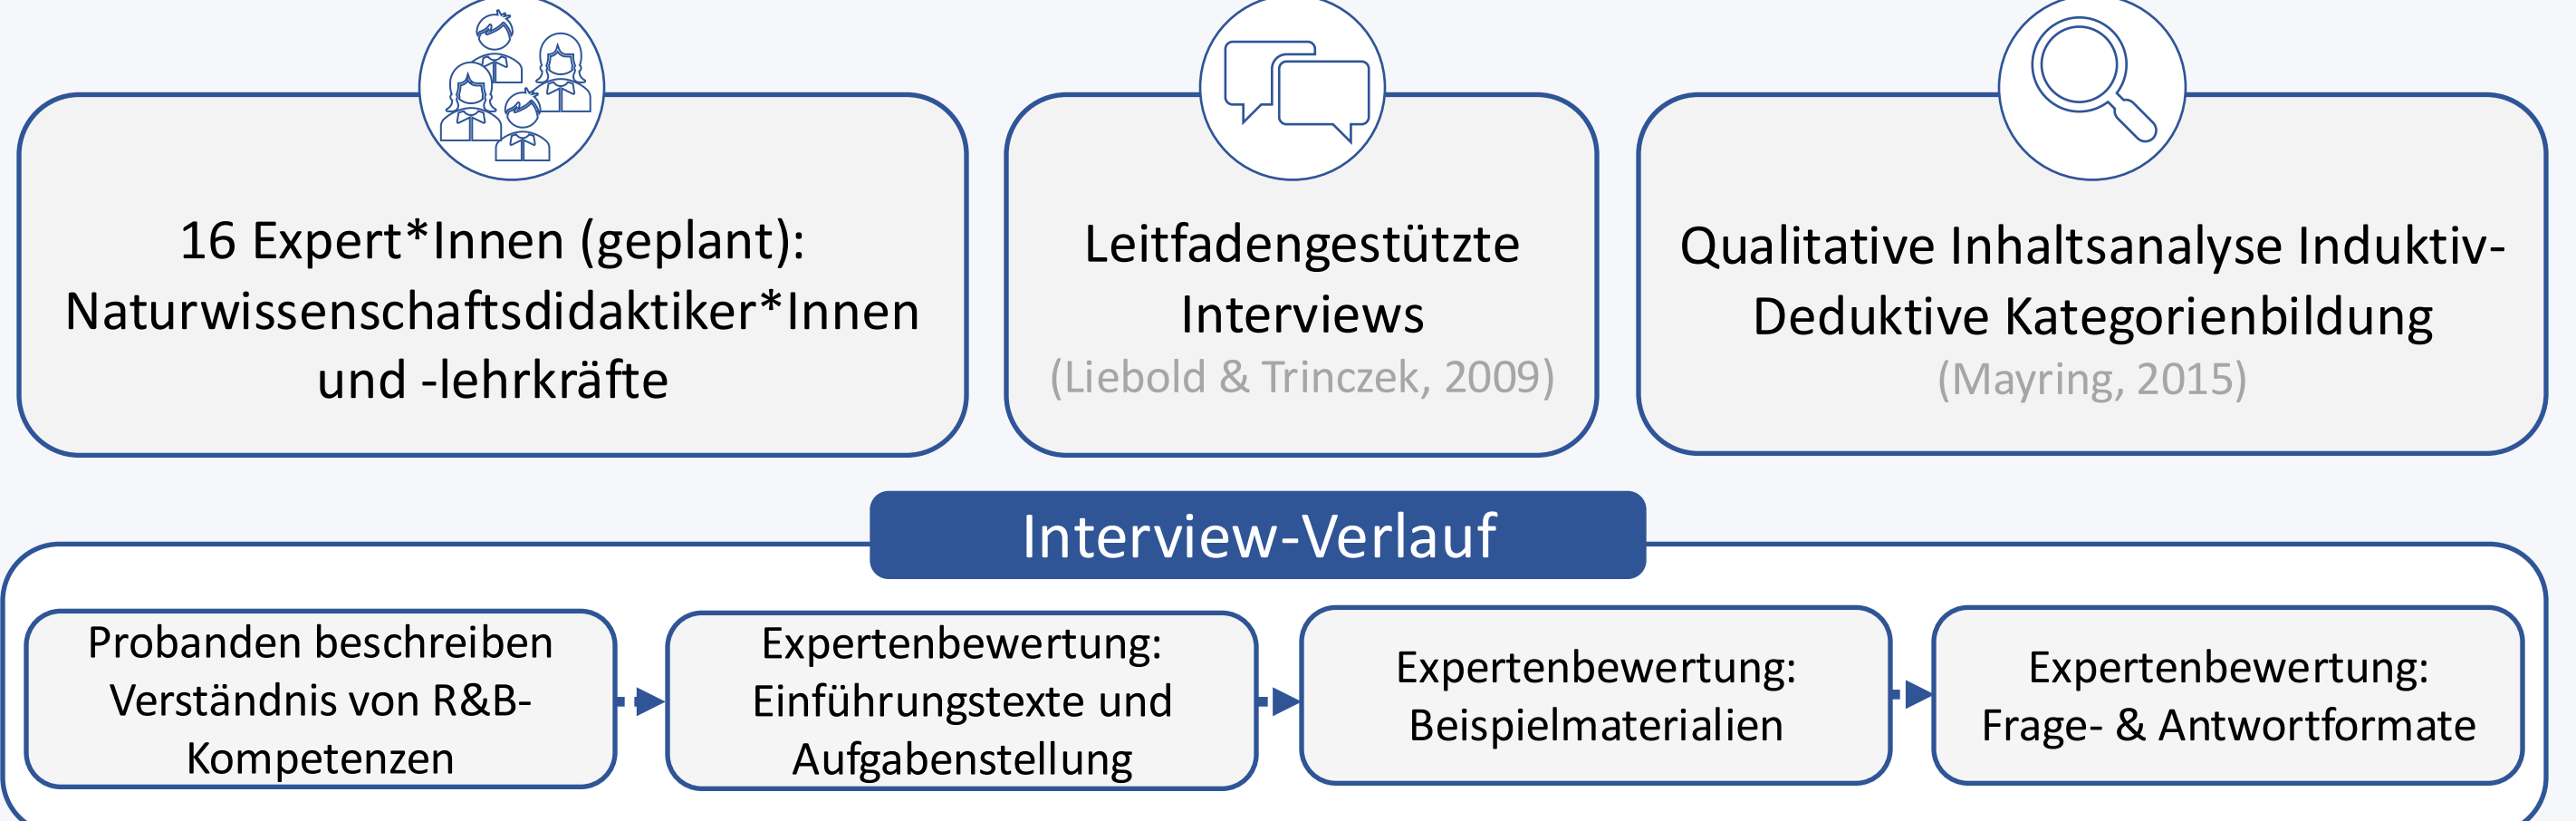 16 Expert*Innen (geplant):
Naturwissenschaftsdidaktiker*Innen
und -lehrkräfte
Leitfadengestützte
Interviews
(Liebold & Trinczek, 2009)
Qualitative Inhaltsanalyse Induktiv-
Deduktive Kategorienbildung
(Mayring, 2015)
Interview-Verlauf
Probanden beschreiben
Verständnis von R&B-
Kompetenzen
Expertenbewertung:
Einführungstexte und
Aufgabenstellung
Expertenbewertung:
Beispielmaterialien
Expertenbewertung:
Frage- & Antwortformate